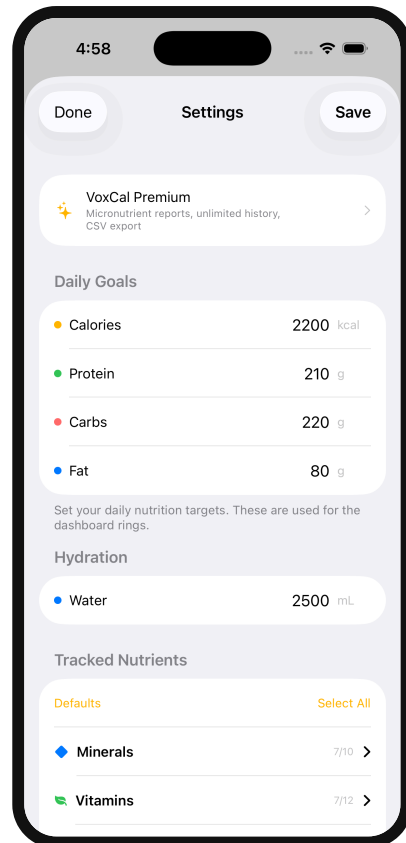 4:58
Done Settings Save
VoxCal Premium
Micronutrient reports, unlimited history,
CSV export
Daily Goals
Calories 2200 kcal
Protein 210 g
Carbs 220 g
Fat 80 g
Set your daily nutrition targets. These are used for the
dashboard rings.
Hydration
Water 2500 mL
Tracked Nutrients
Defaults Select All
Minerals 7/10
Vitamins 7/12